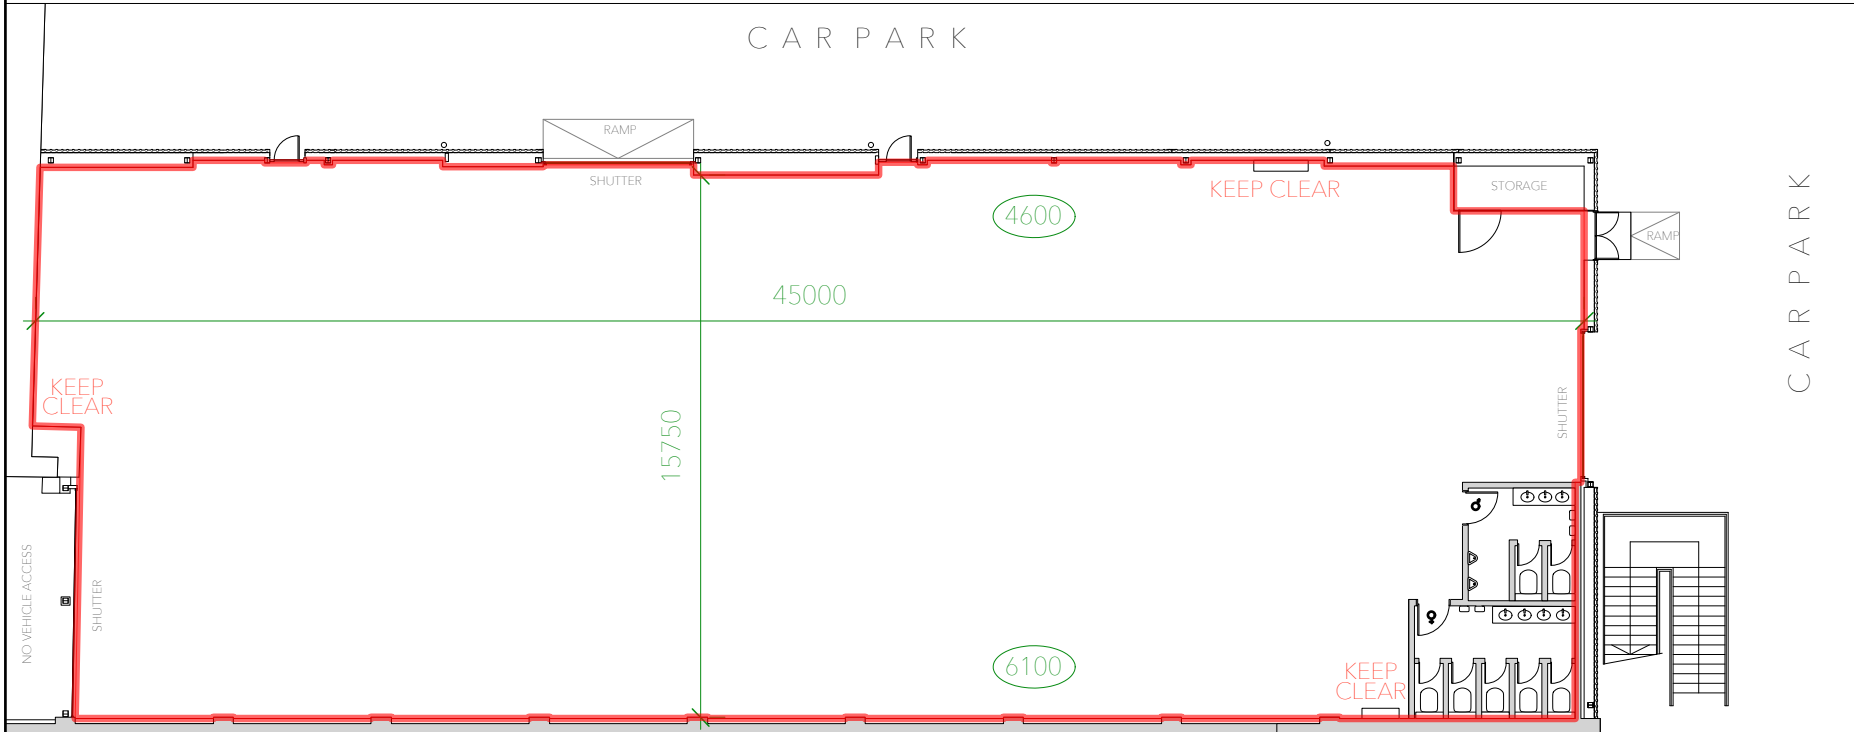 CAR PARK
RAMP
SHUTTER
KEEP CLEAR
STORAGE
4600
RAMP
CAR PARK
45000
KEEP
CLEAR
15750
SHUTTER
NO VEHICLE ACCESS
SHUTTER
6100
KEEP
CLEAR